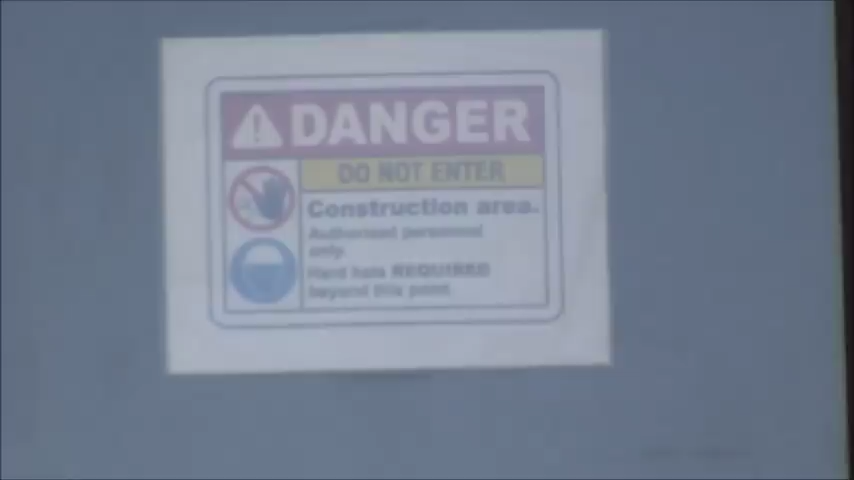 DANGER
DO NOT ENTER
Construction area.
Authorized personnel
only.
Hard hats REQUIRED
beyond this point.